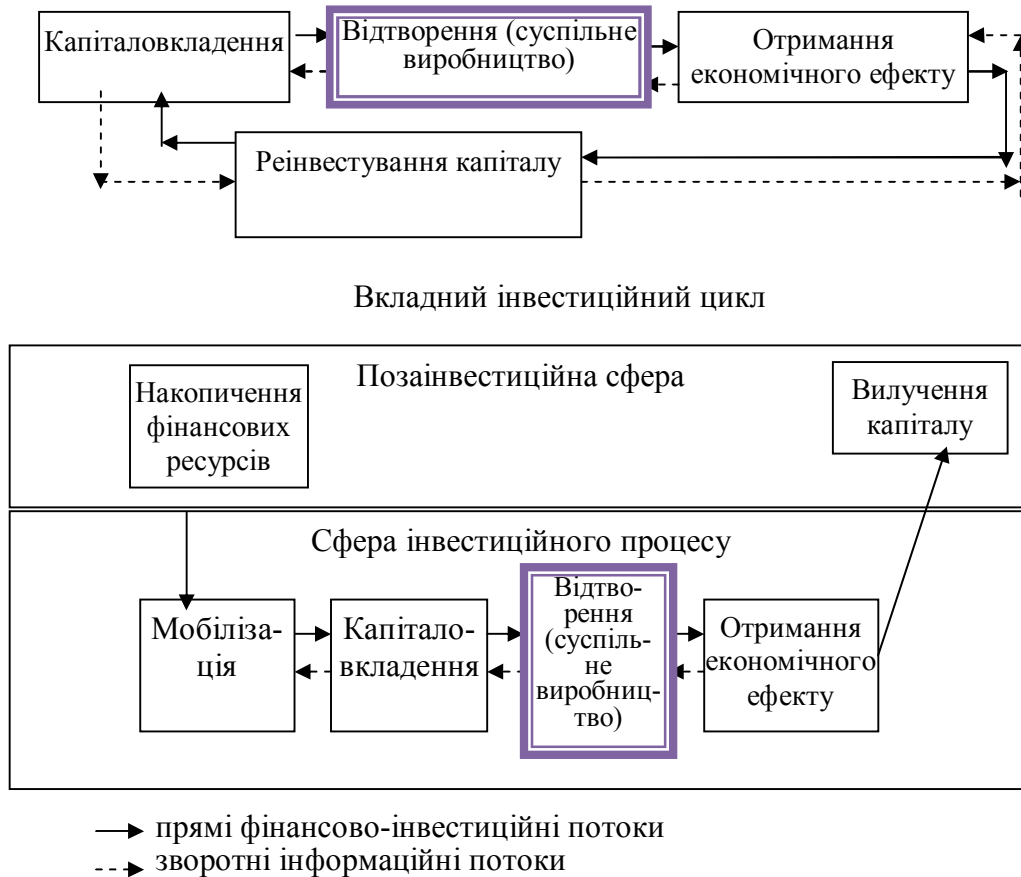 Капіталовкладення
Відтворення (суспільне
виробництво)
Отримання
економічного ефекту
Реінвестування капіталу
Вкладний інвестиційний цикл
Позаінвестиційна сфера
Накопичення
фінансових
ресурсів
Вилучення
капіталу
Сфера інвестиційного процесу
Мобіліза-
ція
Капітало-
вкладення
Відтво-
рення
(суспіль-
не
виробниц-
тво)
Отримання
економічного
ефекту
прямі фінансово-інвестиційні потоки
зворотні інформаційні потоки